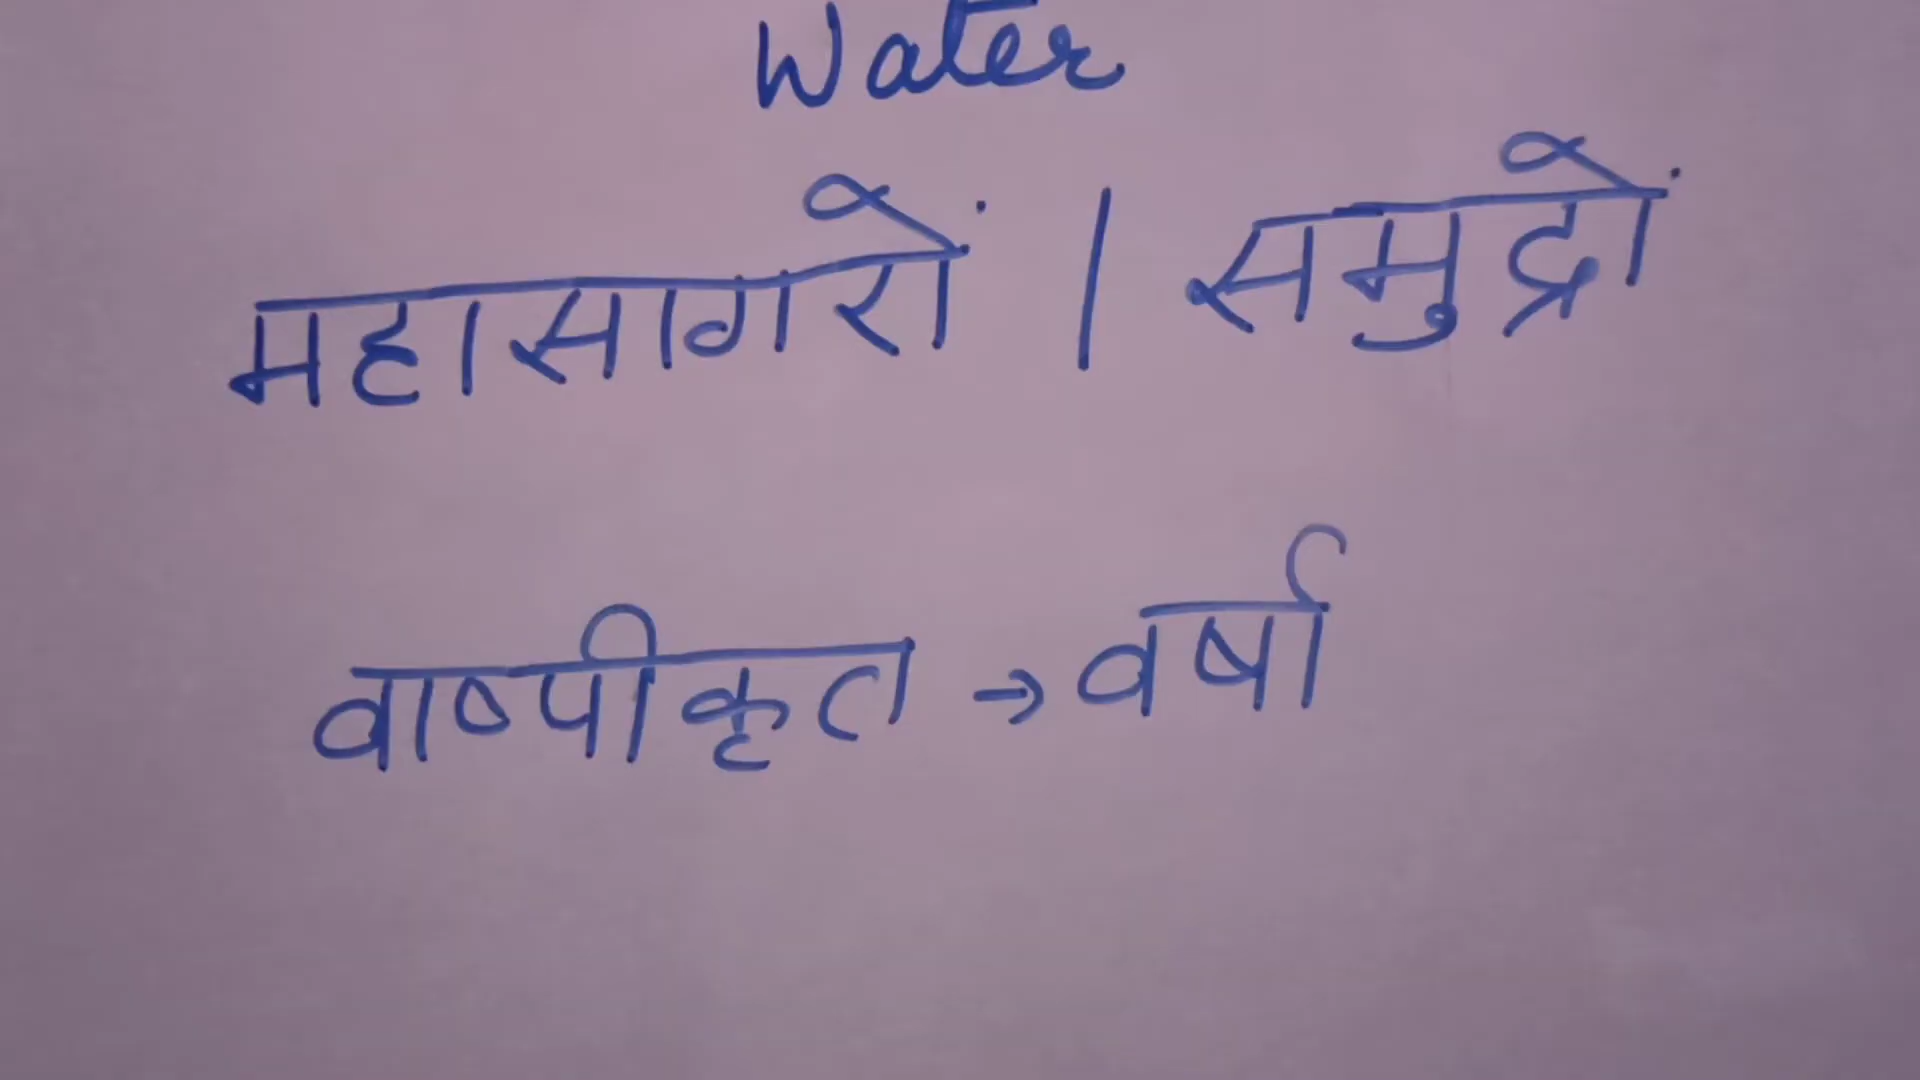 Water
महासागरों | समुद्रों
वाष्पीकृत → वर्षा